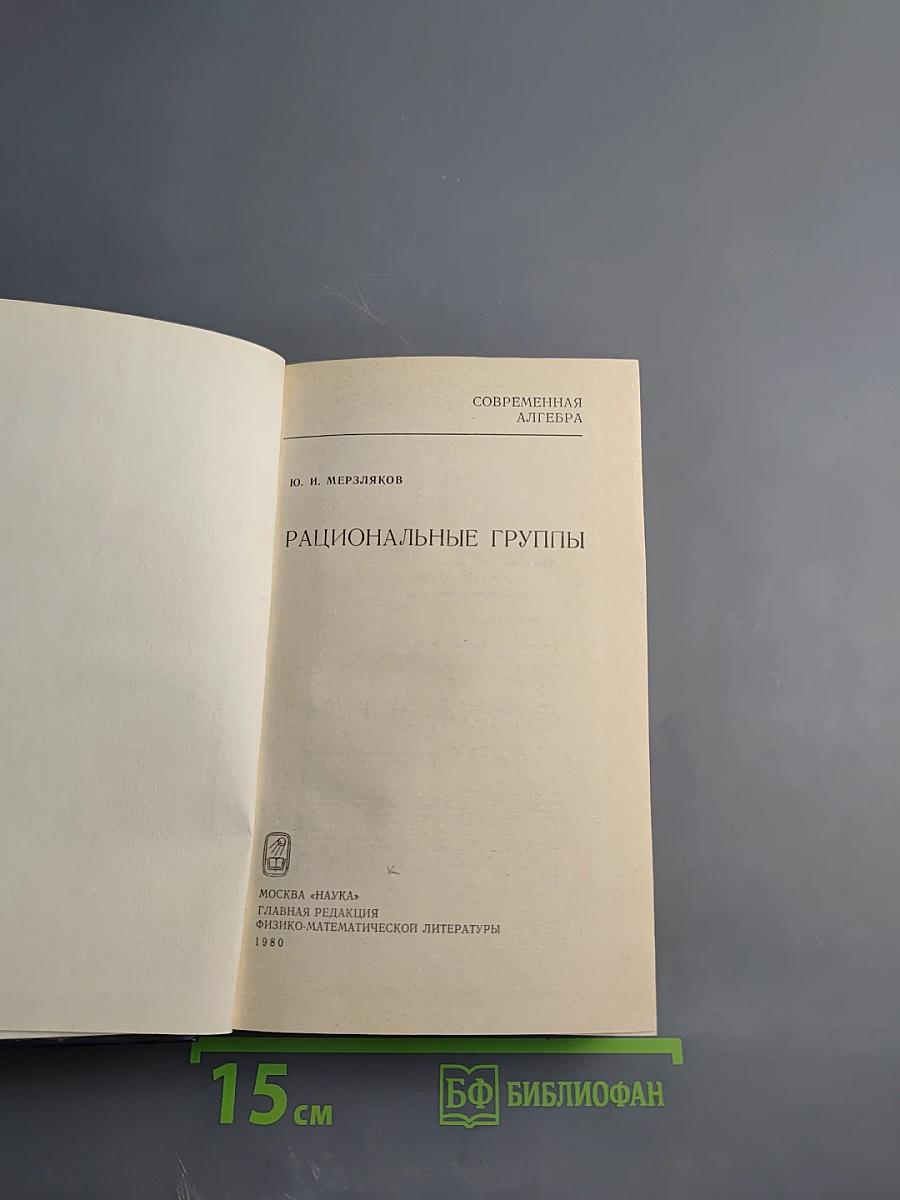 СОВРЕМЕННАЯ
АЛГЕБРА
Ю. И. МЕРЗЛЯКОВ
РАЦИОНАЛЬНЫЕ ГРУППЫ
К
МОСКВА «НАУКА»
ГЛАВНАЯ РЕДАКЦИЯ
ФИЗИКО-МАТЕМАТИЧЕСКОЙ ЛИТЕРАТУРЫ
1980
15 см
БФ БИБЛИОФАН